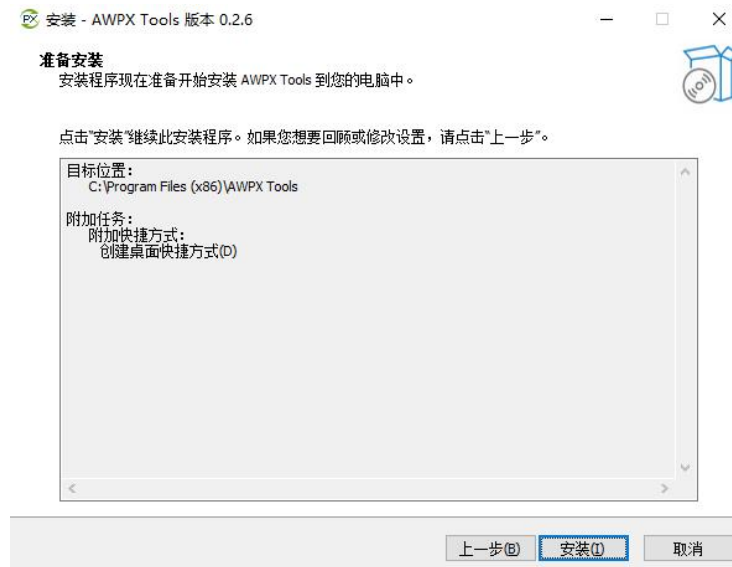 PX 安装 - AWPX Tools 版本 0.2.6
准备安装
安装程序现在准备开始安装 AWPX Tools 到您的电脑中。
点击"安装"继续此安装程序。如果您想要回顾或修改设置，请点击"上一步"。
目标位置：
C:\Program Files (x86)\AWPX Tools
附加任务：
附加快捷方式：
创建桌面快捷方式(D)
上一步(B) 安装(I) 取消